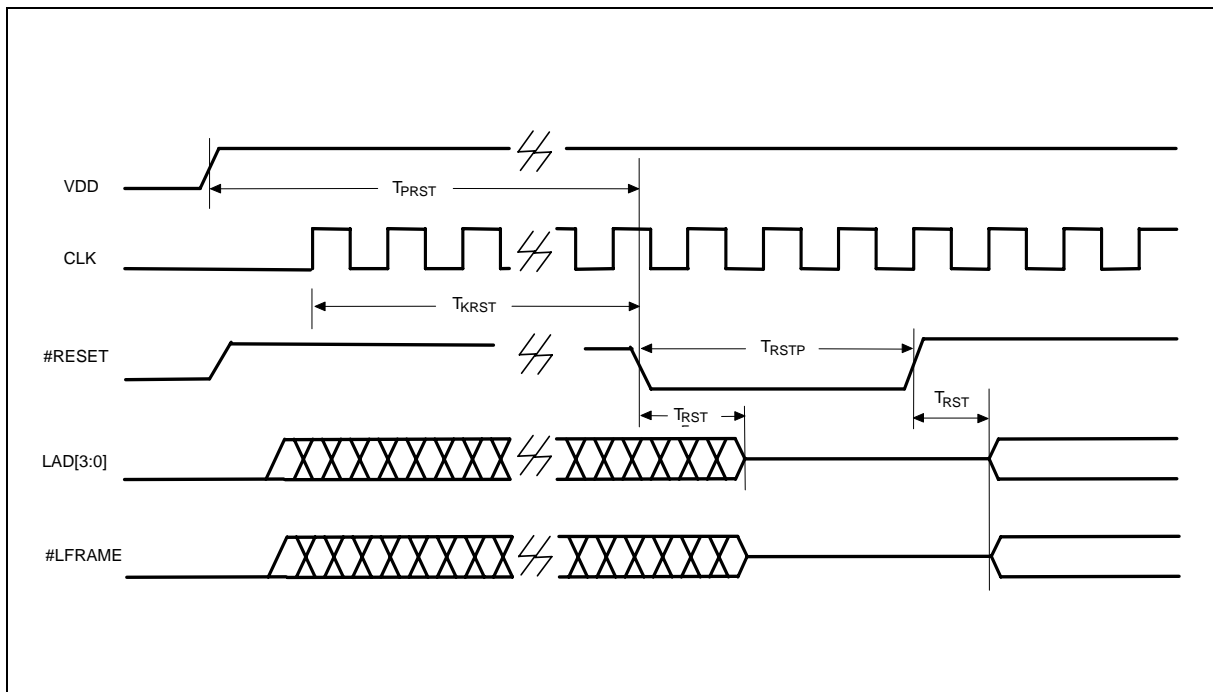 VDD
TPRST
CLK
TKRST
#RESET
TRSTP
TRST
TRST
LAD[3:0]
#LFRAME